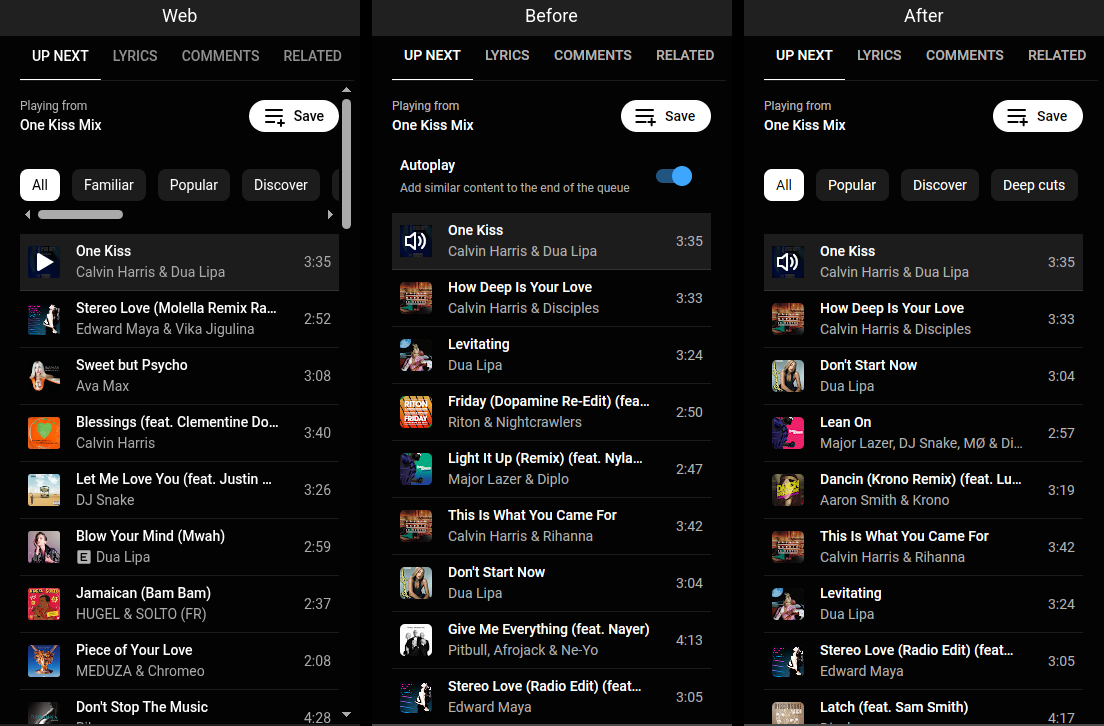 Web
UP NEXT LYRICS COMMENTS RELATED
Playing from
One Kiss Mix
Save
All Familiar Popular Discover
One Kiss
Calvin Harris & Dua Lipa
3:35
Stereo Love (Molella Remix Ra...
Edward Maya & Vika Jigulina
2:52
Sweet but Psycho
Ava Max
3:08
Blessings (feat. Clementine Do...
Calvin Harris
3:40
Let Me Love You (feat. Justin ...
DJ Snake
3:26
Blow Your Mind (Mwah)
E Dua Lipa
2:59
Jamaican (Bam Bam)
HUGEL & SOLTO (FR)
2:37
Piece of Your Love
MEDUZA & Chromeo
2:08
Don't Stop The Music
4:28
Before
UP NEXT LYRICS COMMENTS RELATED
Playing from
One Kiss Mix
Save
Autoplay
Add similar content to the end of the queue
One Kiss
Calvin Harris & Dua Lipa
3:35
How Deep Is Your Love
Calvin Harris & Disciples
3:33
Levitating
Dua Lipa
3:24
RITON
FRIDAY
Friday (Dopamine Re-Edit) (fea...
Riton & Nightcrawlers
2:50
Light It Up (Remix) (feat. Nyla...
Major Lazer & Diplo
2:47
This Is What You Came For
Calvin Harris & Rihanna
3:42
Don't Start Now
Dua Lipa
3:04
Give Me Everything (feat. Nayer)
Pitbull, Afrojack & Ne-Yo
4:13
Stereo Love (Radio Edit) (feat...
Edward Maya
3:05
After
UP NEXT LYRICS COMMENTS RELATED
Playing from
One Kiss Mix
Save
All Popular Discover Deep cuts
One Kiss
Calvin Harris & Dua Lipa
3:35
How Deep Is Your Love
Calvin Harris & Disciples
3:33
Don't Start Now
Dua Lipa
3:04
Lean On
Major Lazer, DJ Snake, MØ & Di...
2:57
Dancin (Krono Remix) (feat. Lu...
Aaron Smith & Krono
3:19
This Is What You Came For
Calvin Harris & Rihanna
3:42
Levitating
Dua Lipa
3:24
Stereo Love (Radio Edit) (feat...
Edward Maya
3:05
Latch (feat. Sam Smith)
4:17